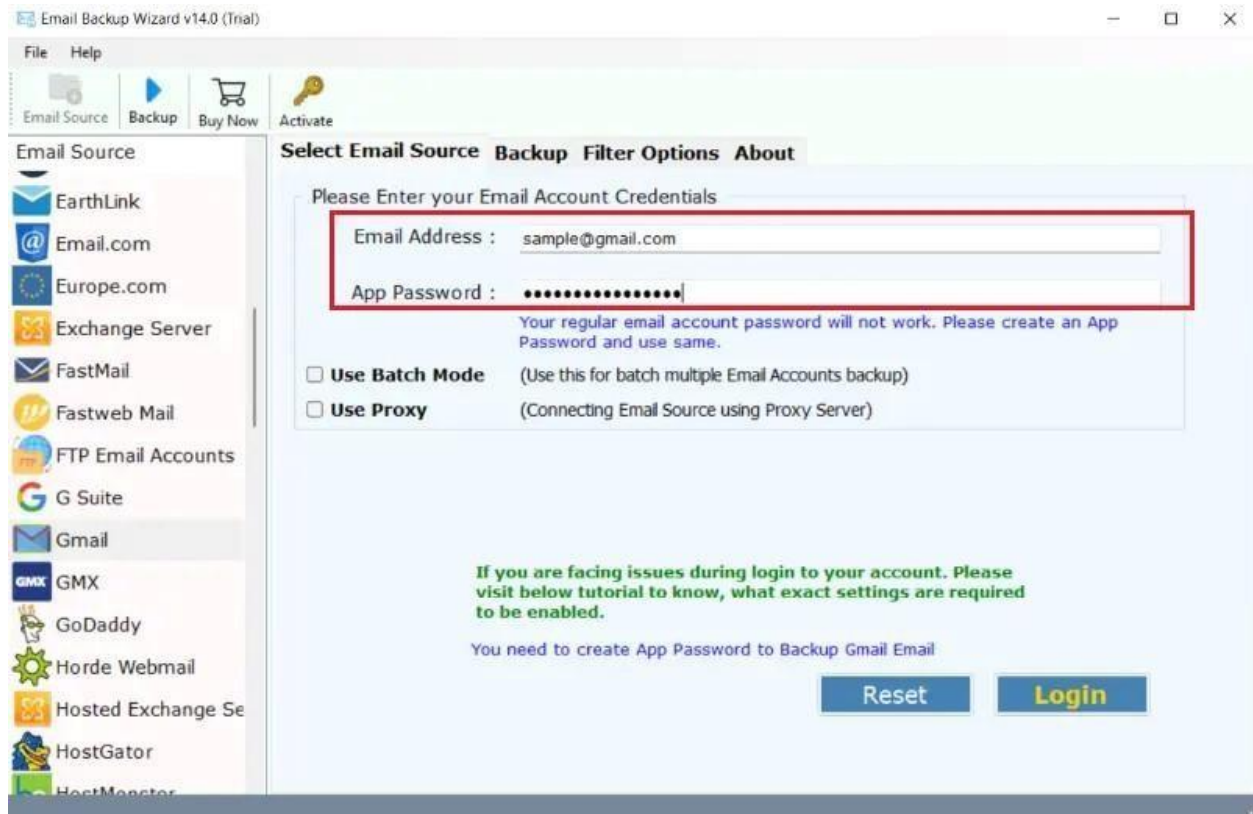 Email Backup Wizard v14.0 (Trial)
File Help
Email Source Backup Buy Now Activate
Email Source
EarthLink
@ Email.com
Europe.com
Exchange Server
FastMail
Fastweb Mail
FTP FTP Email Accounts
G G Suite
Gmail
GMX GMX
GoDaddy
Horde Webmail
Hosted Exchange Se
HostGator
HostMonster
Select Email Source Backup Filter Options About
Please Enter your Email Account Credentials
Email Address : sample@gmail.com
App Password : ••••••••••••••••
Your regular email account password will not work. Please create an App
Password and use same.
Use Batch Mode (Use this for batch multiple Email Accounts backup)
Use Proxy (Connecting Email Source using Proxy Server)
If you are facing issues during login to your account. Please
visit below tutorial to know, what exact settings are required
to be enabled.
You need to create App Password to Backup Gmail Email
Reset Login